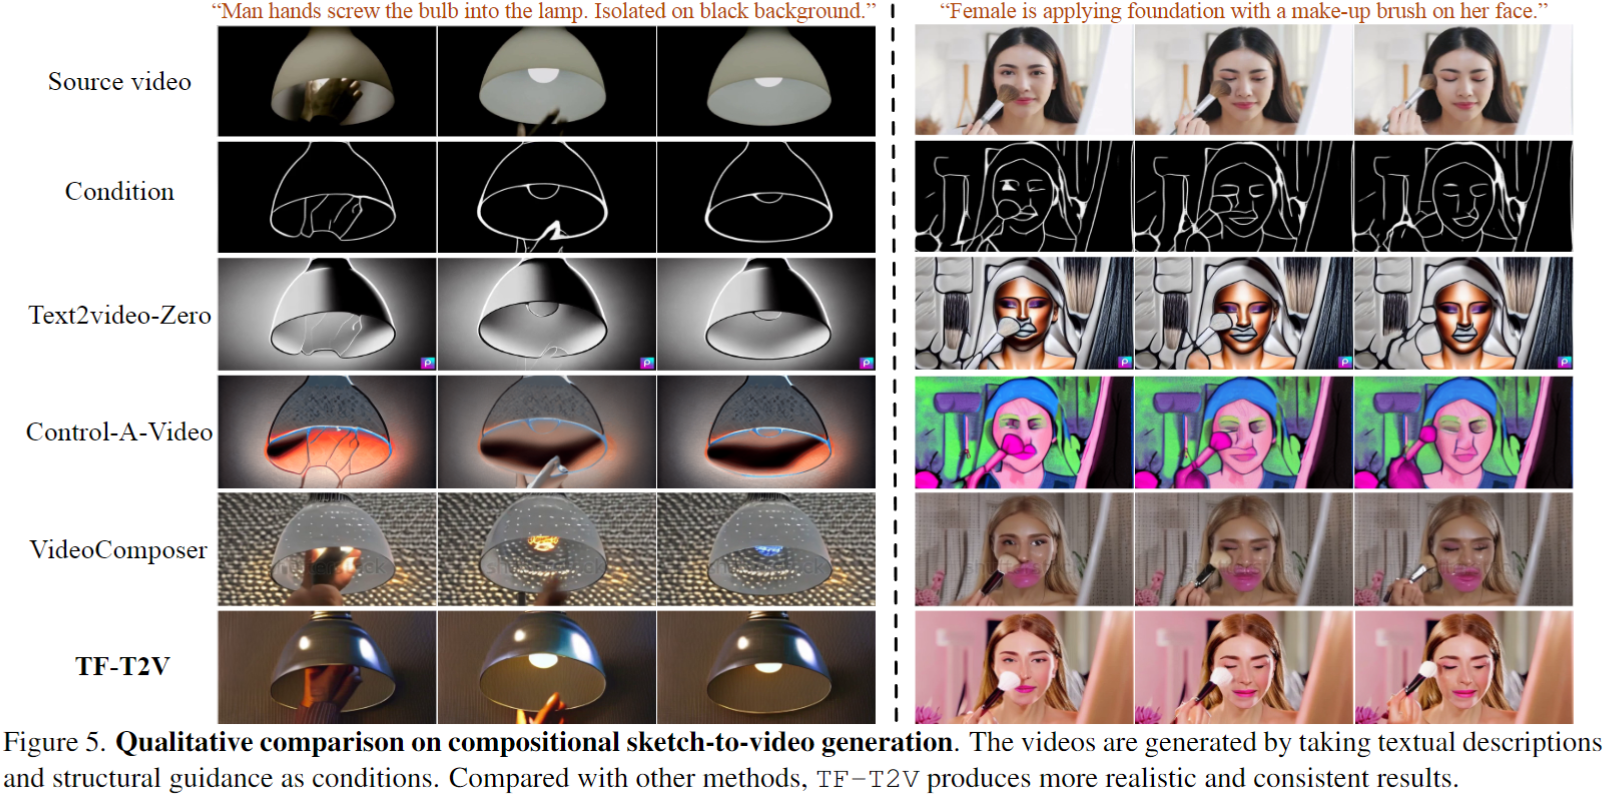 “Man hands screw the bulb into the lamp. Isolated on black background.”
“Female is applying foundation with a make-up brush on her face.”
Source video
Condition
Text2video-Zero
Control-A-Video
VideoComposer
TF-T2V
Figure 5. Qualitative comparison on compositional sketch-to-video generation. The videos are generated by taking textual descriptions
and structural guidance as conditions. Compared with other methods, TF-T2V produces more realistic and consistent results.